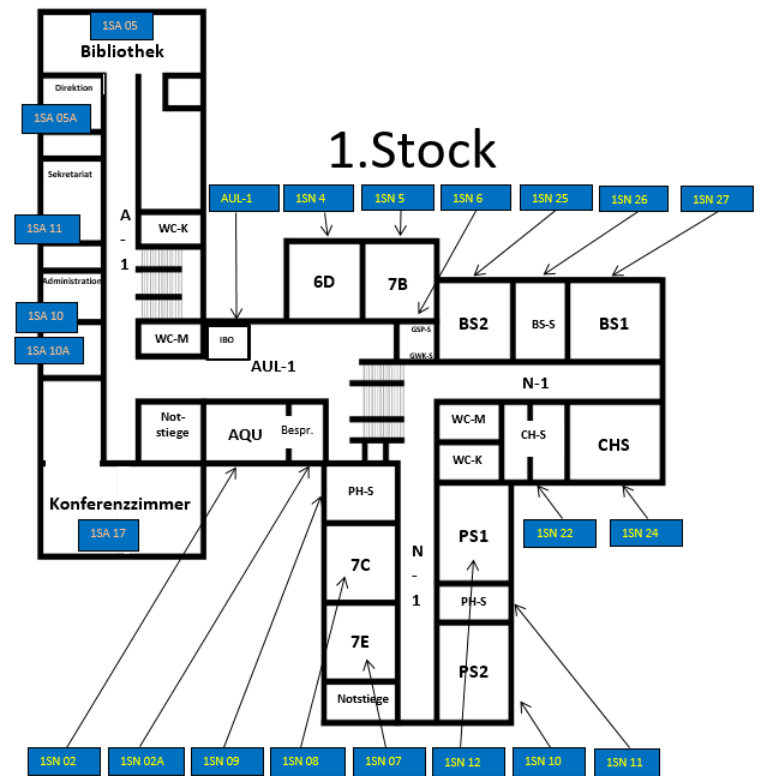 1SA 05
Bibliothek
Direktion
1SA 05A
1.Stock
Sekretariat
AUL-1
1SN 4
1SN 5
1SN 6
1SN 25
1SN 26
1SN 27
1SA 11
A
-
1
WC-K
6D
7B
Administration
1SA 10
BS2
BS-S
BS1
WC-M
IBO
GSP-S
GWK-S
1SA 10A
AUL-1
N-1
Not-
stiege
AQU
Bespr.
WC-M
CH-S
CHS
WC-K
Konferenzzimmer
1SA 17
PH-S
1SN 22
1SN 24
N
-
1
PS1
7C
PH-S
7E
PS2
Notstiege
1SN 02
1SN 02A
1SN 09
1SN 08
1SN 07
1SN 12
1SN 10
1SN 11